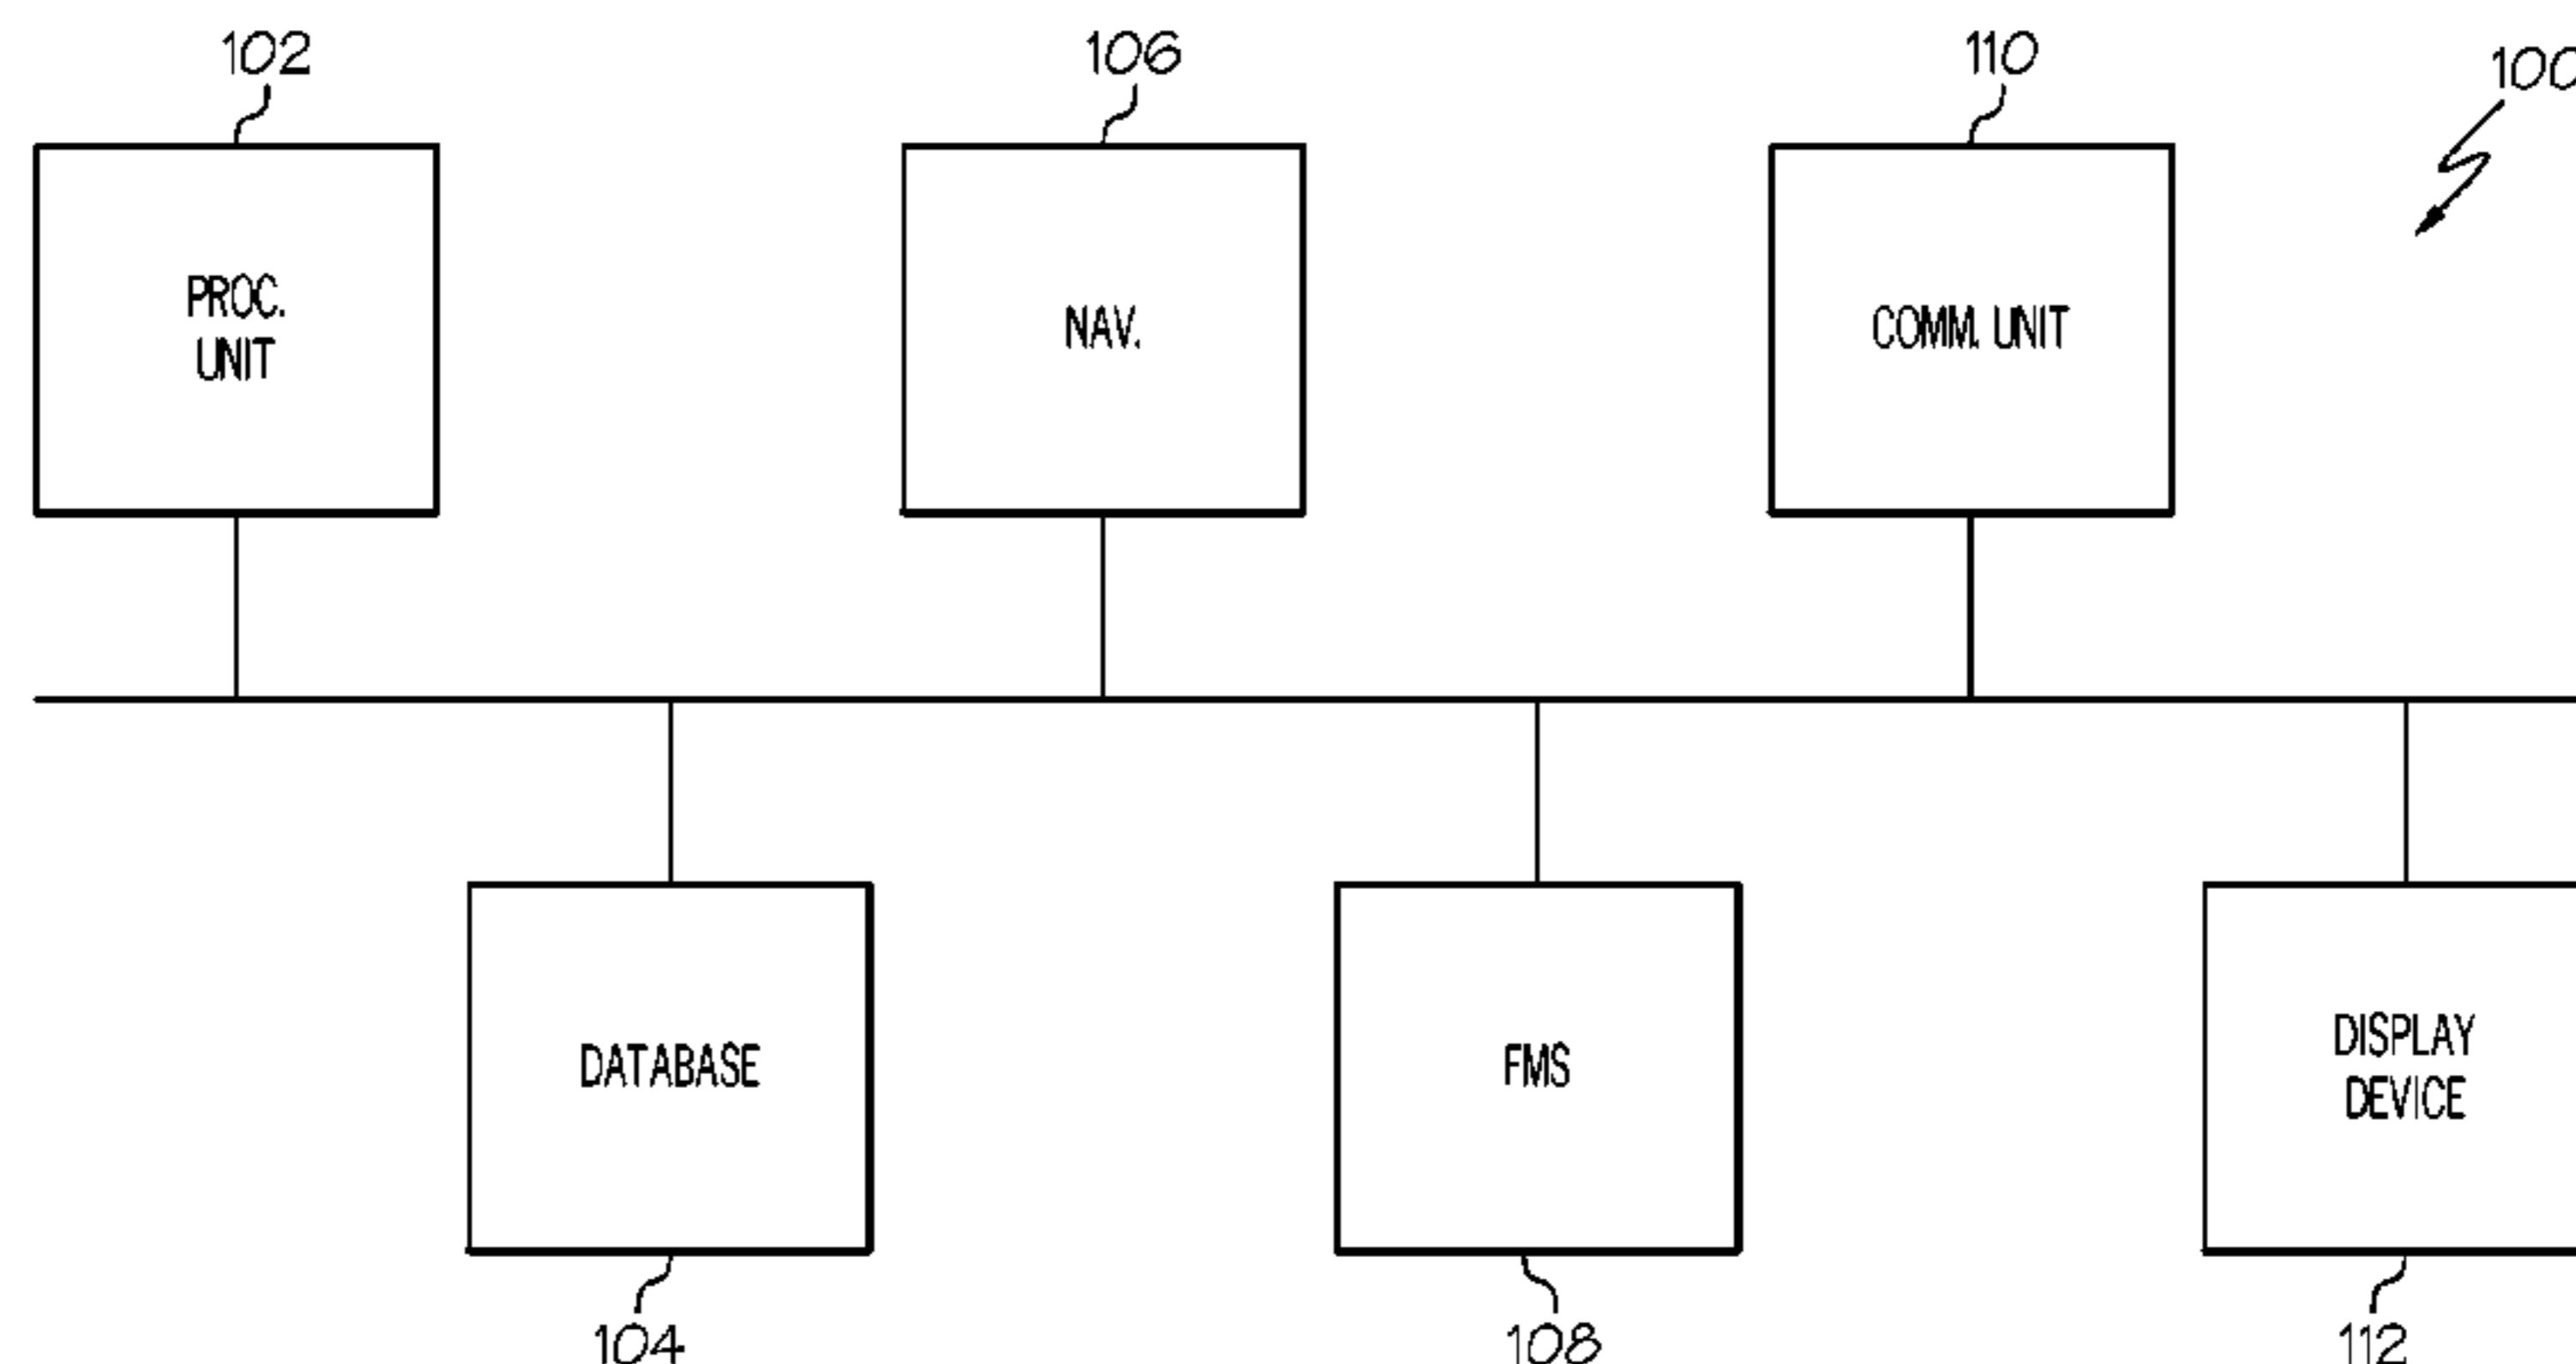 102
106
110
100
PROC.
UNIT
NAV.
COMM. UNIT
DATABASE
FMS
DISPLAY
DEVICE
104
108
112